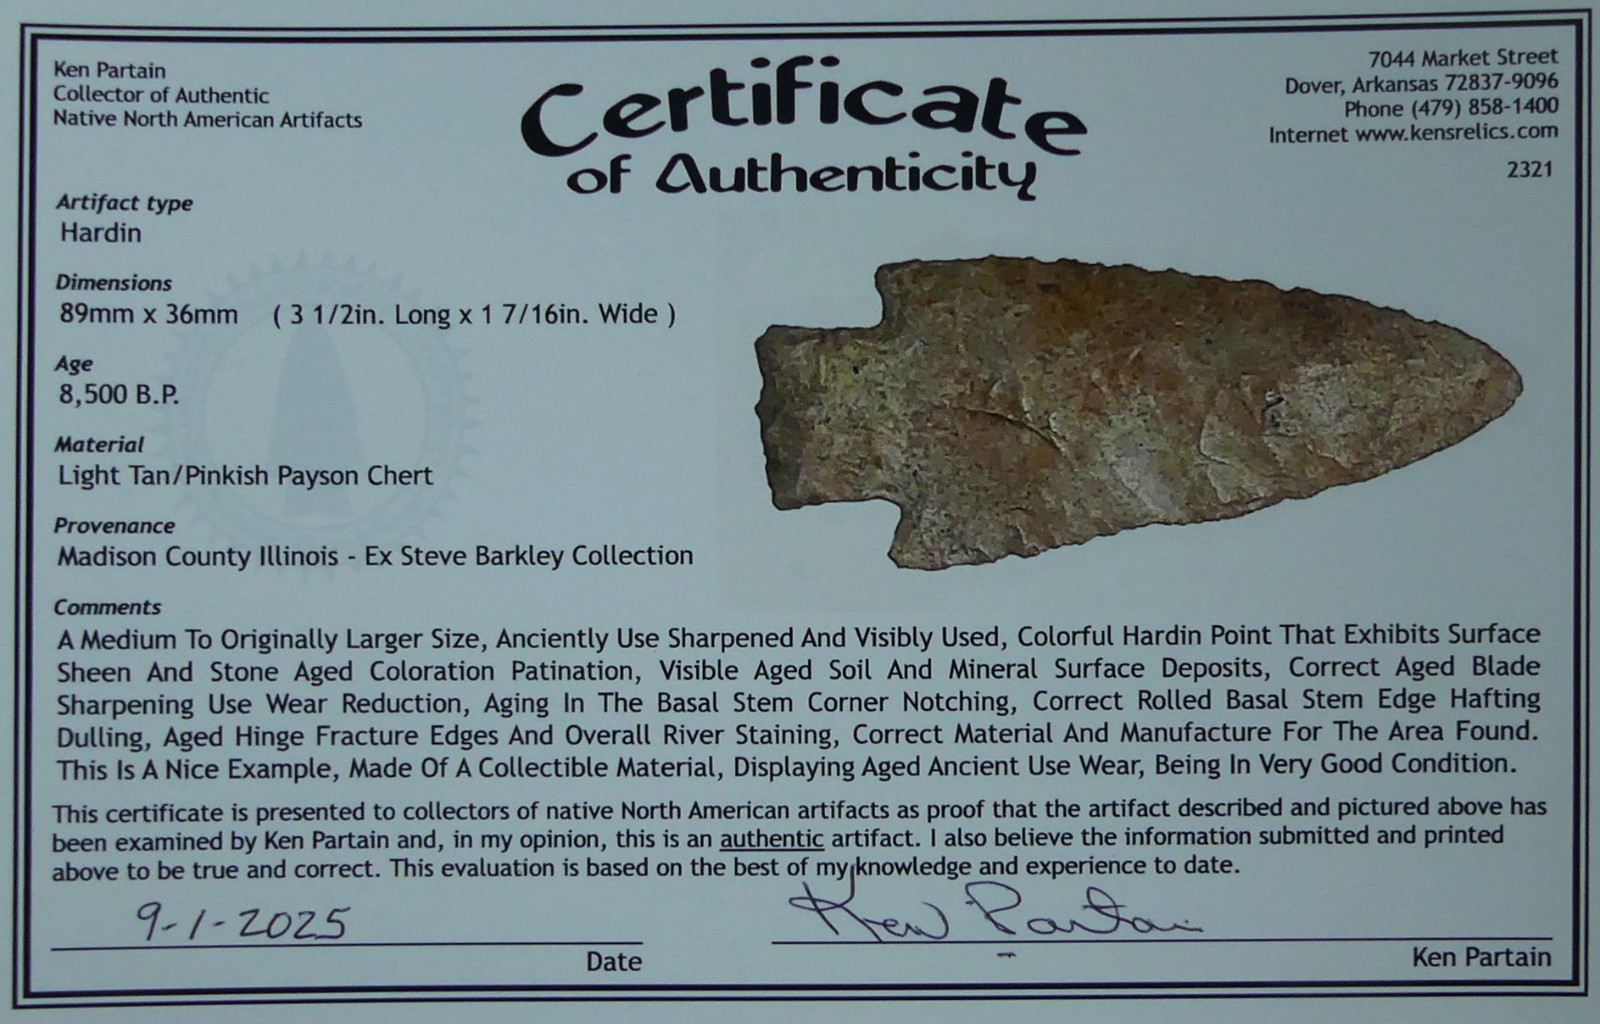 Ken Partain
Collector of Authentic
Native North American Artifacts
Certificate
of Authenticity
7044 Market Street
Dover, Arkansas 72837-9096
Phone (479) 858-1400
Internet www.kensrelics.com
2321
Artifact type
Hardin
Dimensions
89mm x 36mm ( 3 1/2in. Long x 1 7/16in. Wide )
Age
8,500 B.P.
Material
Light Tan/Pinkish Payson Chert
Provenance
Madison County Illinois - Ex Steve Barkley Collection
Comments
A Medium To Originally Larger Size, Anciently Use Sharpened And Visibly Used, Colorful Hardin Point That Exhibits Surface
Sheen And Stone Aged Coloration Patination, Visible Aged Soil And Mineral Surface Deposits, Correct Aged Blade
Sharpening Use Wear Reduction, Aging In The Basal Stem Corner Notching, Correct Rolled Basal Stem Edge Hafting
Dulling, Aged Hinge Fracture Edges And Overall River Staining, Correct Material And Manufacture For The Area Found.
This Is A Nice Example, Made Of A Collectible Material, Displaying Aged Ancient Use Wear, Being In Very Good Condition.
This certificate is presented to collectors of native North American artifacts as proof that the artifact described and pictured above has
been examined by Ken Partain and, in my opinion, this is an authentic artifact. I also believe the information submitted and printed
above to be true and correct. This evaluation is based on the best of my knowledge and experience to date.
9-1-2025
Ken Partain
Date
Ken Partain